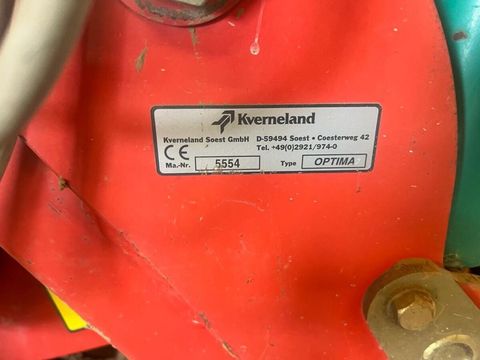 Kverneland
Kverneland Soest GmbH D-59494 Soest • Coesterweg 42
Tel. +49(0)2921/974-0
CE Ma.-Nr. 5554 Type OPTIMA